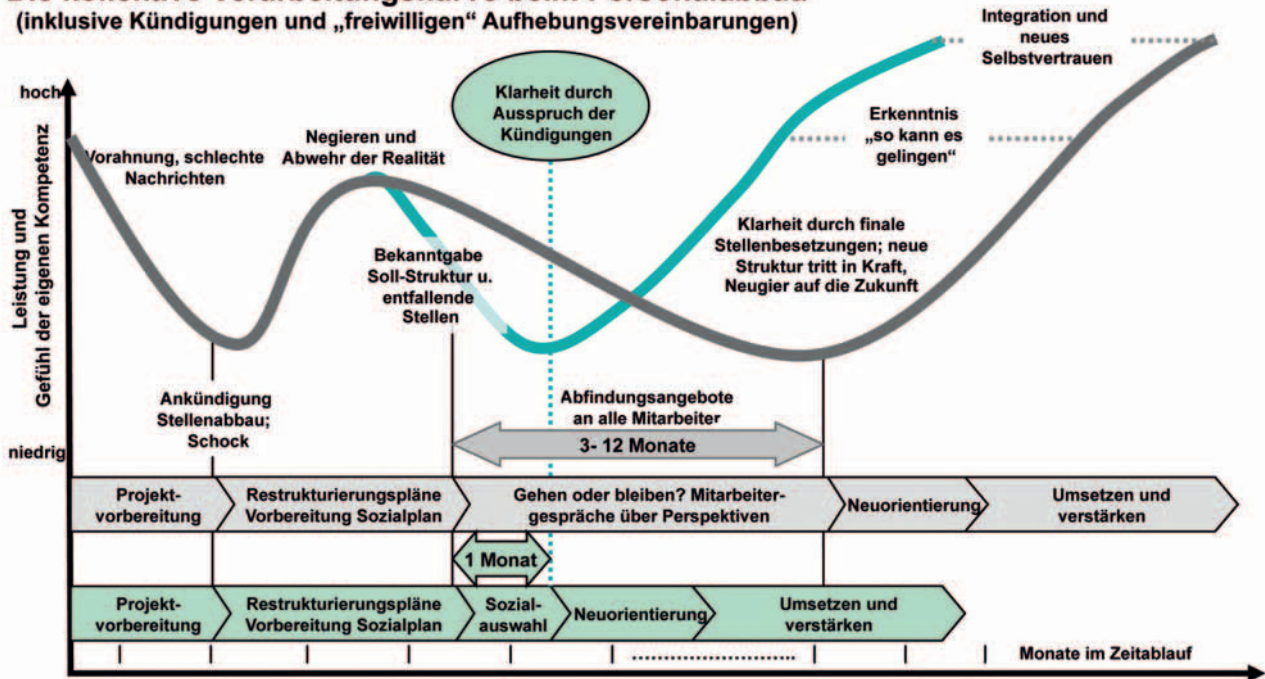 Die kollektive Verarbeitungskurve beim Personalabbau
(inklusive Kündigungen und „freiwilligen“ Aufhebungsvereinbarungen)
Integration und
neues
Selbstvertrauen
hoch
Klarheit durch
Ausspruch der
Kündigungen
Erkenntnis
„so kann es
gelingen“
Negieren und
Abwehr der Realität
Vorahnung, schlechte
Nachrichten
Leistung und
Gefühl der eigenen Kompetenz
Klarheit durch finale
Stellenbesetzungen; neue
Struktur tritt in Kraft,
Neugier auf die Zukunft
Bekanntgabe
Soll-Struktur u.
entfallende
Stellen
Ankündigung
Stellenabbau;
Schock
Abfindungsangebote
an alle Mitarbeiter
3- 12 Monate
niedrig
Projekt-
vorbereitung
Restrukturierungspläne
Vorbereitung Sozialplan
Gehen oder bleiben? Mitarbeiter-
gespräche über Perspektiven
Neuorientierung
Umsetzen und
verstärken
1 Monat
Projekt-
vorbereitung
Restrukturierungspläne
Vorbereitung Sozialplan
Sozial-
auswahl
Neuorientierung
Umsetzen und
verstärken
Monate im Zeitablauf